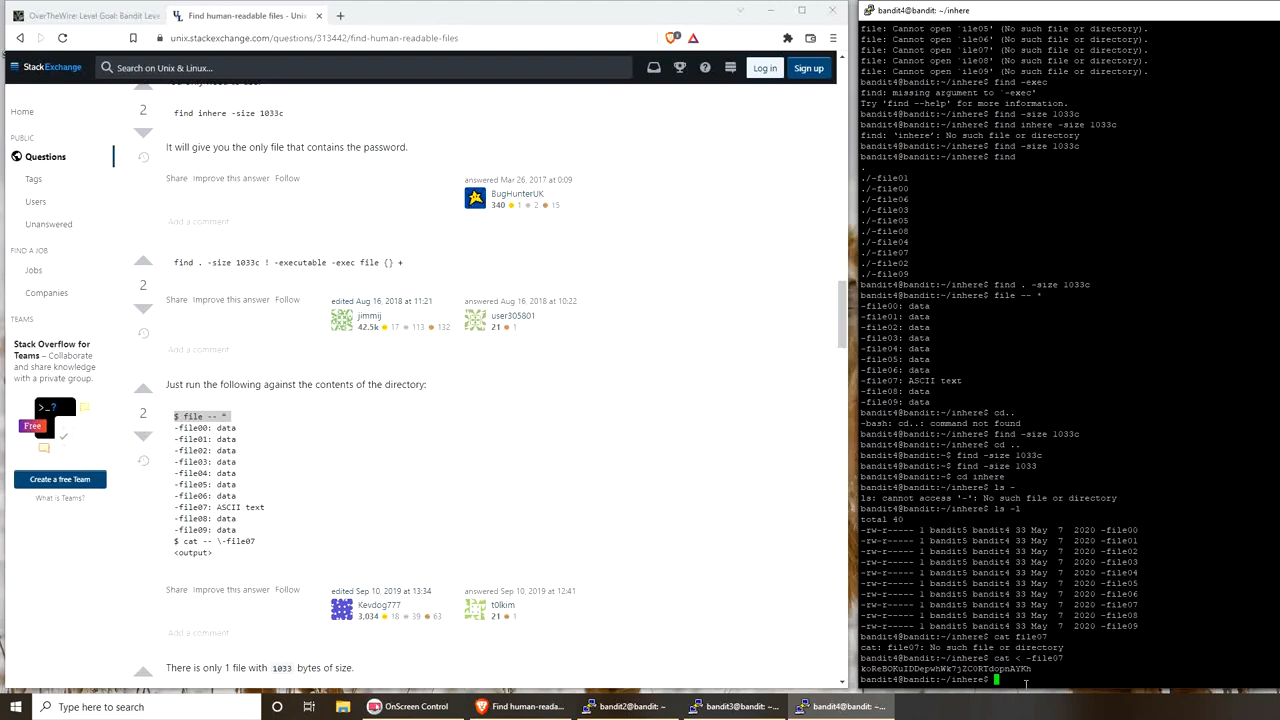 OverTheWire: Level Goal: Bandit Level
Find human-readable files - Unix
unix.stackexchange.com/questions/313442/find-human-readable-files
StackExchange
Search on Unix & Linux...
Log in
Sign up
Home
PUBLIC
Questions
Tags
Users
Unanswered
FIND A JOB
Jobs
Companies
TEAMS
Stack Overflow for
Teams – Collaborate
and share knowledge
with a private group.
Free
Create a free Team
What is Teams?
2
find inhere -size 1033c
It will give you the only file that contains the password.
Share Improve this answer Follow
answered Mar 26, 2017 at 0:09
BugHunterUK
340 1 2 15
Add a comment
find . -size 1033c ! -executable -exec file {} +
2
Share Improve this answer Follow
edited Aug 16, 2018 at 11:21
jimmij
42.5k 17 113 132
answered Aug 16, 2018 at 10:22
user305801
21 1
Add a comment
Just run the following against the contents of the directory:
2
$ file -- *
-file00: data
-file01: data
-file02: data
-file03: data
-file04: data
-file05: data
-file06: data
-file07: ASCII text
-file08: data
-file09: data
$ cat -- \-file07
<output>
Share Improve this answer Follow
edited Sep 10, 2019 at 13:34
Kevdog777
3,034 18 39 63
answered Sep 10, 2019 at 12:41
t0lkim
21 1
Add a comment
There is only 1 file with 1033 bytes of size.
bandit4@bandit: ~/inhere
file: Cannot open `ile05' (No such file or directory).
file: Cannot open `ile06' (No such file or directory).
file: Cannot open `ile07' (No such file or directory).
file: Cannot open `ile08' (No such file or directory).
file: Cannot open `ile09' (No such file or directory).
bandit4@bandit:~/inhere$ find -exec
find: missing argument to `-exec'
Try 'find --help' for more information.
bandit4@bandit:~/inhere$ find -size 1033c
bandit4@bandit:~/inhere$ find inhere -size 1033c
find: ‘inhere’: No such file or directory
bandit4@bandit:~/inhere$ find -size 1033c
bandit4@bandit:~/inhere$ find
.
./-file01
./-file00
./-file06
./-file03
./-file05
./-file08
./-file04
./-file07
./-file02
./-file09
bandit4@bandit:~/inhere$ find . -size 1033c
bandit4@bandit:~/inhere$ file -- *
-file00: data
-file01: data
-file02: data
-file03: data
-file04: data
-file05: data
-file06: data
-file07: ASCII text
-file08: data
-file09: data
bandit4@bandit:~/inhere$ cd..
-bash: cd..: command not found
bandit4@bandit:~/inhere$ find -size 1033c
bandit4@bandit:~/inhere$ cd ..
bandit4@bandit:~$ find -size 1033c
bandit4@bandit:~$ find -size 1033
bandit4@bandit:~$ cd inhere
bandit4@bandit:~/inhere$ ls -
ls: cannot access '-': No such file or directory
bandit4@bandit:~/inhere$ ls -l
total 40
-rw-r----- 1 bandit5 bandit4 33 May 7 2020 -file00
-rw-r----- 1 bandit5 bandit4 33 May 7 2020 -file01
-rw-r----- 1 bandit5 bandit4 33 May 7 2020 -file02
-rw-r----- 1 bandit5 bandit4 33 May 7 2020 -file03
-rw-r----- 1 bandit5 bandit4 33 May 7 2020 -file04
-rw-r----- 1 bandit5 bandit4 33 May 7 2020 -file05
-rw-r----- 1 bandit5 bandit4 33 May 7 2020 -file06
-rw-r----- 1 bandit5 bandit4 33 May 7 2020 -file07
-rw-r----- 1 bandit5 bandit4 33 May 7 2020 -file08
-rw-r----- 1 bandit5 bandit4 33 May 7 2020 -file09
bandit4@bandit:~/inhere$ cat file07
cat: file07: No such file or directory
bandit4@bandit:~/inhere$ cat < -file07
koReBOKuIDDepwhWk7jZC0RTdopnAYKh
bandit4@bandit:~/inhere$
Type here to search
OnScreen Control
Find human-reada...
bandit2@bandit: ~
bandit3@bandit: ~...
bandit4@bandit: ~...